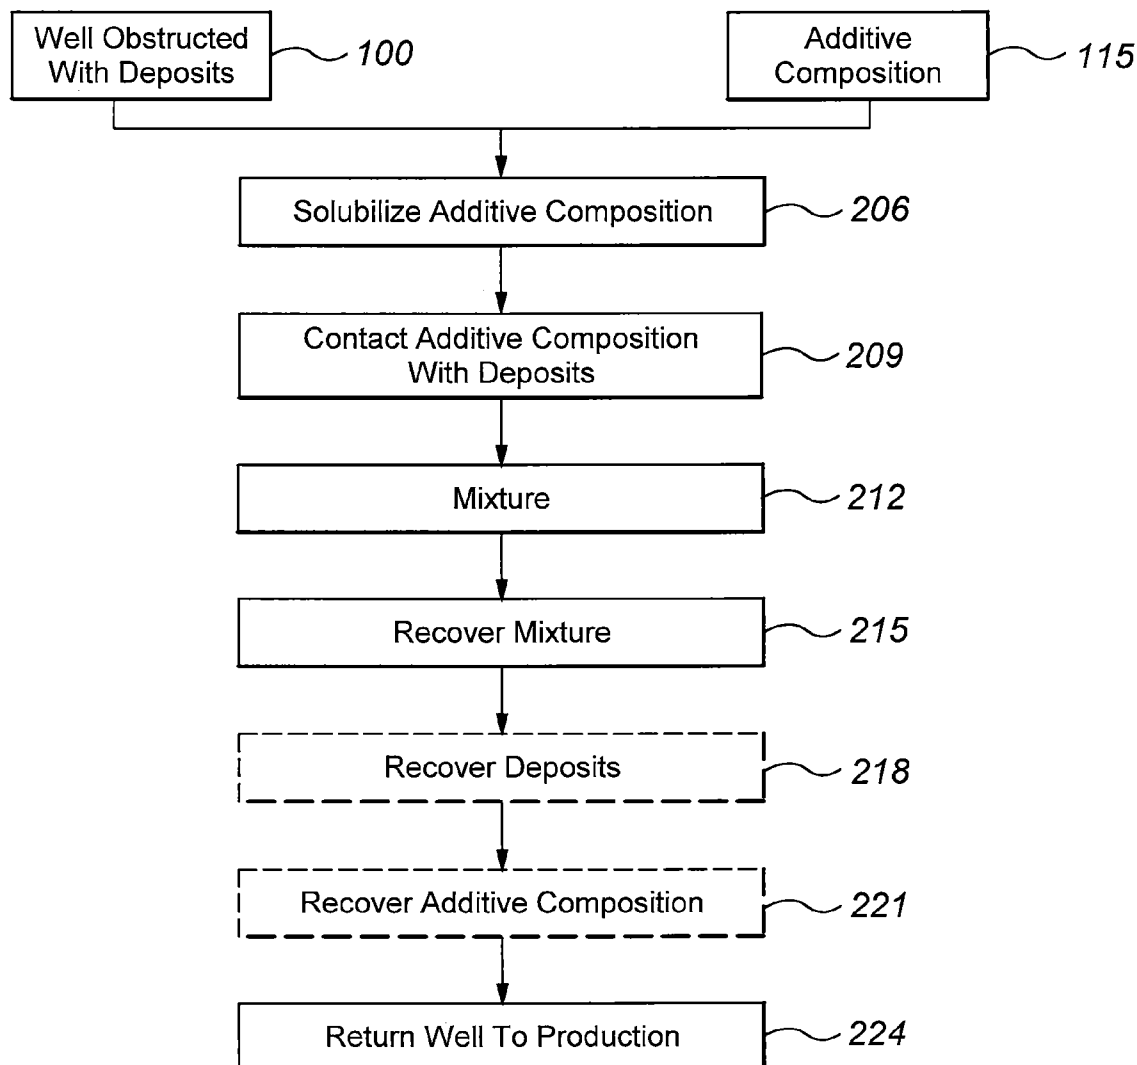 Well Obstructed
With Deposits
100
Additive
Composition
115
Solubilize Additive Composition
206
Contact Additive Composition
With Deposits
209
Mixture
212
Recover Mixture
215
Recover Deposits
218
Recover Additive Composition
221
Return Well To Production
224